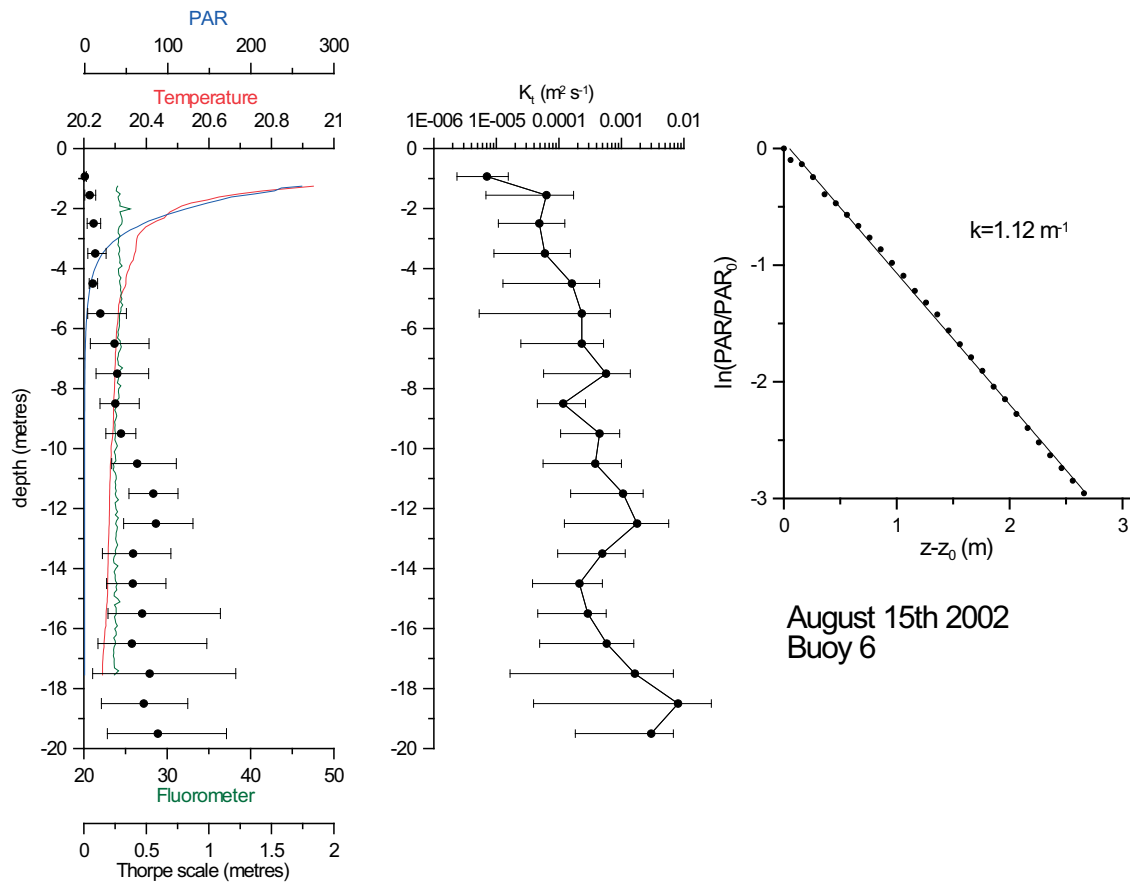 PAR
0 100 200 300
Temperature
20.2 20.4 20.6 20.8 21
0
-2
-4
-6
-8
-10
-12
-14
-16
-18
-20
depth (metres)
20 30 40 50
Fluorometer
0 0.5 1 1.5 2
Thorpe scale (metres)
Kt (m² s⁻¹)
1E-006 1E-005 0.0001 0.001 0.01
0
-2
-4
-6
-8
-10
-12
-14
-16
-18
-20
0
-1
-2
-3
ln(PAR/PAR₀)
k=1.12 m⁻¹
0 1 2 3
z-z₀ (m)
August 15th 2002
Buoy 6